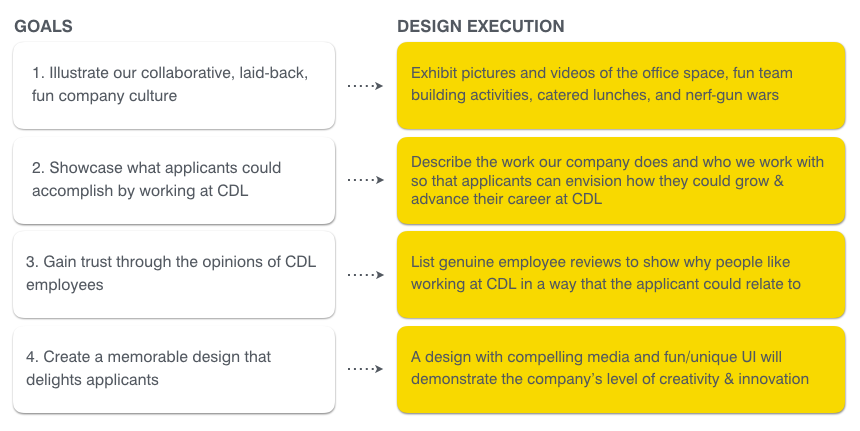 GOALS
DESIGN EXECUTION
1. Illustrate our collaborative, laid-back,
fun company culture
Exhibit pictures and videos of the office space, fun team
building activities, catered lunches, and nerf-gun wars
2. Showcase what applicants could
accomplish by working at CDL
Describe the work our company does and who we work with
so that applicants can envision how they could grow &
advance their career at CDL
3. Gain trust through the opinions of CDL
employees
List genuine employee reviews to show why people like
working at CDL in a way that the applicant could relate to
4. Create a memorable design that
delights applicants
A design with compelling media and fun/unique UI will
demonstrate the company’s level of creativity & innovation